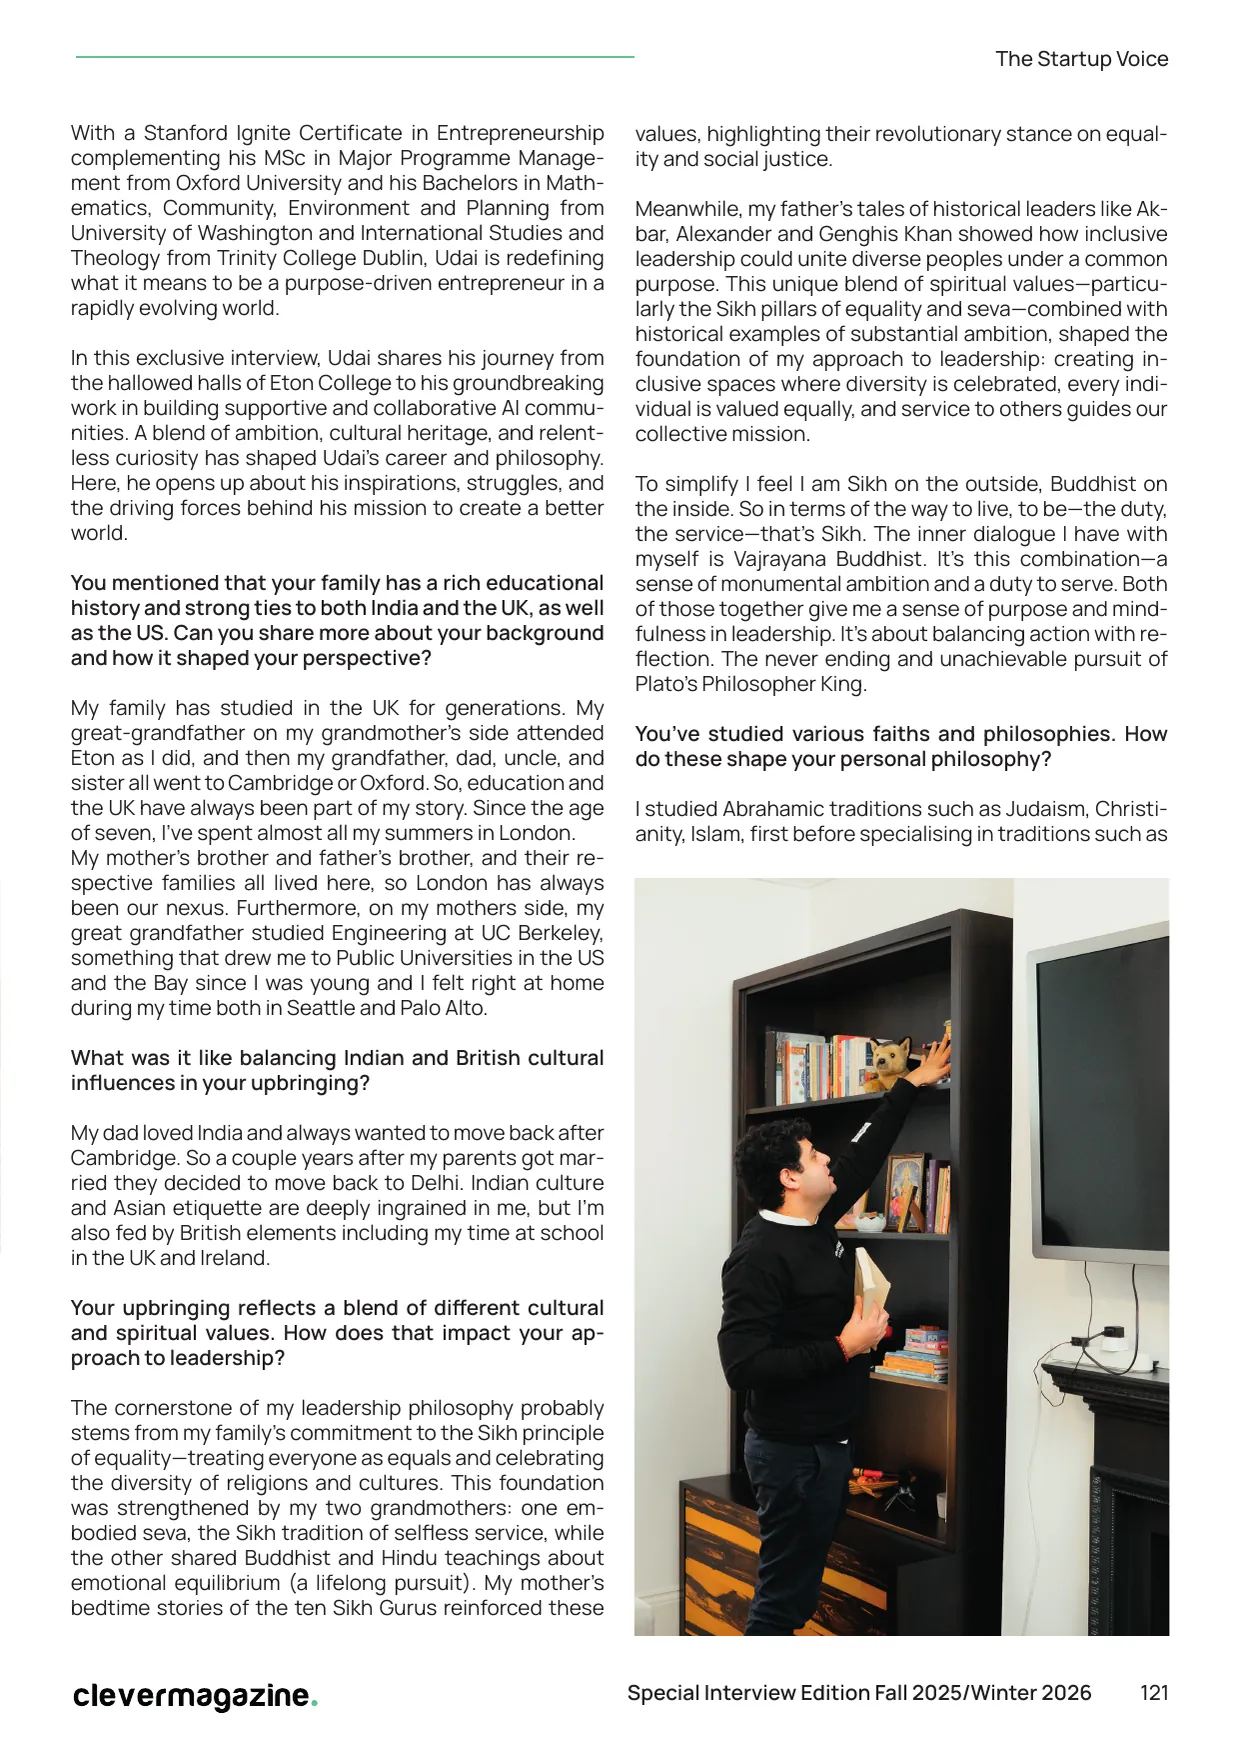 The Startup Voice
With a Stanford Ignite Certificate in Entrepreneurship
complementing his MSc in Major Programme Manage-
ment from Oxford University and his Bachelors in Math-
ematics, Community, Environment and Planning from
University of Washington and International Studies and
Theology from Trinity College Dublin, Udai is redefining
what it means to be a purpose-driven entrepreneur in a
rapidly evolving world.
In this exclusive interview, Udai shares his journey from
the hallowed halls of Eton College to his groundbreaking
work in building supportive and collaborative AI commu-
nities. A blend of ambition, cultural heritage, and relent-
less curiosity has shaped Udai's career and philosophy.
Here, he opens up about his inspirations, struggles, and
the driving forces behind his mission to create a better
world.
You mentioned that your family has a rich educational
history and strong ties to both India and the UK, as well
as the US. Can you share more about your background
and how it shaped your perspective?
My family has studied in the UK for generations. My
great-grandfather on my grandmother's side attended
Eton as I did, and then my grandfather, dad, uncle, and
sister all went to Cambridge or Oxford. So, education and
the UK have always been part of my story. Since the age
of seven, I've spent almost all my summers in London.
My mother's brother and father's brother, and their re-
spective families all lived here, so London has always
been our nexus. Furthermore, on my mothers side, my
great grandfather studied Engineering at UC Berkeley,
something that drew me to Public Universities in the US
and the Bay since I was young and I felt right at home
during my time both in Seattle and Palo Alto.
What was it like balancing Indian and British cultural
influences in your upbringing?
My dad loved India and always wanted to move back after
Cambridge. So a couple years after my parents got mar-
ried they decided to move back to Delhi. Indian culture
and Asian etiquette are deeply ingrained in me, but I'm
also fed by British elements including my time at school
in the UK and Ireland.
Your upbringing reflects a blend of different cultural
and spiritual values. How does that impact your ap-
proach to leadership?
The cornerstone of my leadership philosophy probably
stems from my family's commitment to the Sikh principle
of equality—treating everyone as equals and celebrating
the diversity of religions and cultures. This foundation
was strengthened by my two grandmothers: one em-
bodied seva, the Sikh tradition of selfless service, while
the other shared Buddhist and Hindu teachings about
emotional equilibrium (a lifelong pursuit). My mother's
bedtime stories of the ten Sikh Gurus reinforced these
values, highlighting their revolutionary stance on equal-
ity and social justice.
Meanwhile, my father's tales of historical leaders like Ak-
bar, Alexander and Genghis Khan showed how inclusive
leadership could unite diverse peoples under a common
purpose. This unique blend of spiritual values—particu-
larly the Sikh pillars of equality and seva—combined with
historical examples of substantial ambition, shaped the
foundation of my approach to leadership: creating in-
clusive spaces where diversity is celebrated, every indi-
vidual is valued equally, and service to others guides our
collective mission.
To simplify I feel I am Sikh on the outside, Buddhist on
the inside. So in terms of the way to live, to be—the duty,
the service—that's Sikh. The inner dialogue I have with
myself is Vajrayana Buddhist. It's this combination—a
sense of monumental ambition and a duty to serve. Both
of those together give me a sense of purpose and mind-
fulness in leadership. It's about balancing action with re-
flection. The never ending and unachievable pursuit of
Plato's Philosopher King.
You've studied various faiths and philosophies. How
do these shape your personal philosophy?
I studied Abrahamic traditions such as Judaism, Christi-
anity, Islam, first before specialising in traditions such as
clevermagazine.
Special Interview Edition Fall 2025/Winter 2026 121